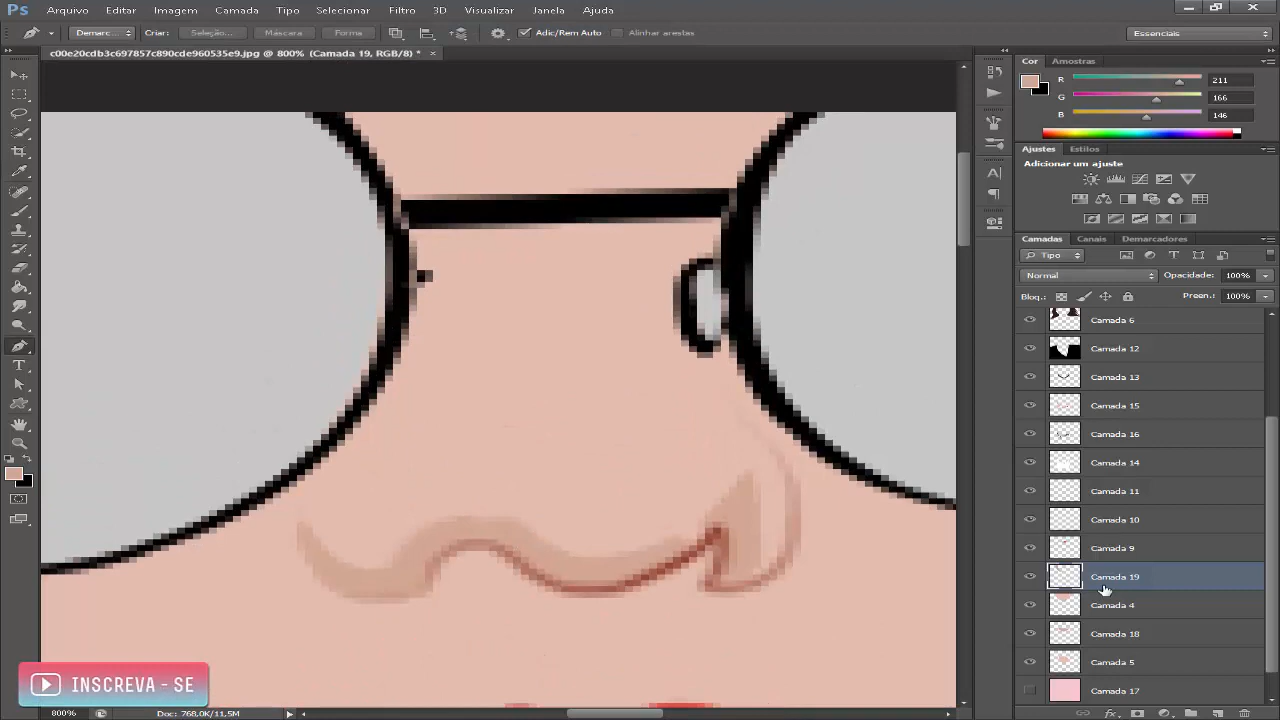 Ps Arquivo Editar Imagem Camada Tipo Selecionar Filtro 3D Visualizar Janela Ajuda
Demarc... Criar: Seleção... Máscara Forma Adic/Rem Auto Alinhar arestas Essenciais
c00e20cdb3c697857c890cde960535e9.jpg @ 800% (Camada 19, RGB/8) * ×
Cor Amostras
R 211
G 166
B 146
Ajustes Estilos
Adicionar um ajuste
Camadas Canais Demarcadores
Tipo
Normal Opacidade: 100%
Bloq.: Preen.: 100%
Camada 6
Camada 12
Camada 13
Camada 15
Camada 16
Camada 14
Camada 11
Camada 10
Camada 9
Camada 19
Camada 4
Camada 18
Camada 5
Camada 17
INSCREVA - SE
800% Doc: 768,0K/11,5M